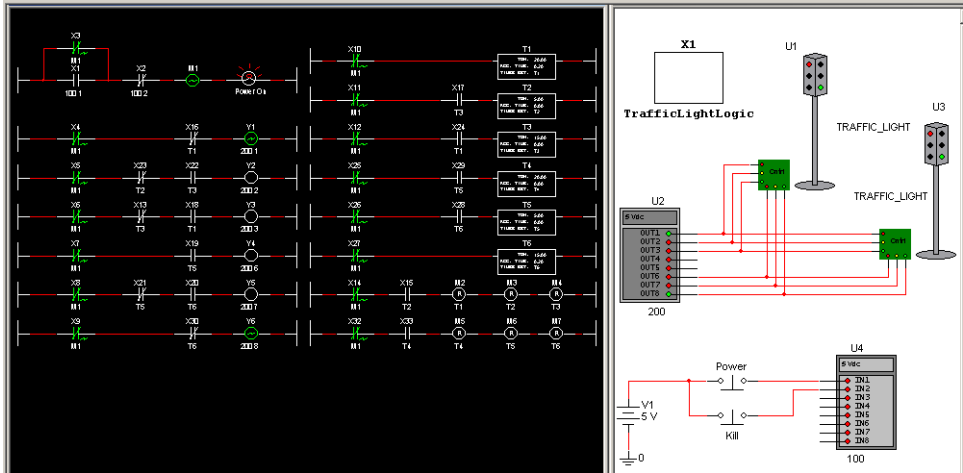 X3
M1
X1
100 1
X2
100 2
M1
Power On
X4
M1
X16
T1
Y1
200 1
X5
M1
X23
T2
X22
T3
Y2
200 2
X6
M1
X13
T3
X18
T1
Y3
200 3
X7
M1
X19
T5
Y4
200 6
X8
M1
X21
T5
X20
T6
Y5
200 7
X9
M1
X30
T6
Y6
200 8
X10
M1
T1
X11
M1
X17
T3
T2
X12
M1
X24
T1
T3
X25
M1
X29
T5
T4
X26
M1
X28
T6
T5
X27
M1
T6
X14
M1
X15
T2
M2
R
T1
M3
R
T2
M4
R
T3
X32
M1
X33
T4
M5
R
T4
M6
R
T5
M7
R
T6
X1
TrafficLightLogic
U1
TRAFFIC_LIGHT
U3
TRAFFIC_LIGHT
Cntrl
Cntrl
U2
5 Vdc
OUT1
OUT2
OUT3
OUT4
OUT5
OUT6
OUT7
OUT8
200
V1
5 V
0
Power
Kill
U4
5 Vdc
IN1
IN2
IN3
IN4
IN5
IN6
IN7
IN8
100